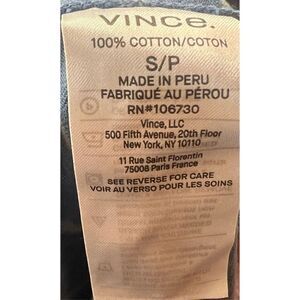 VINCE.
100% COTTON/COTON
S/P
MADE IN PERU
FABRIQUÉ AU PÉROU
RN#106730
Vince, LLC
500 Fifth Avenue, 20th Floor
New York, NY 10110
11 Rue Saint Florentin
75008 Paris France
SEE REVERSE FOR CARE
VOIR AU VERSO POUR LES SOINS